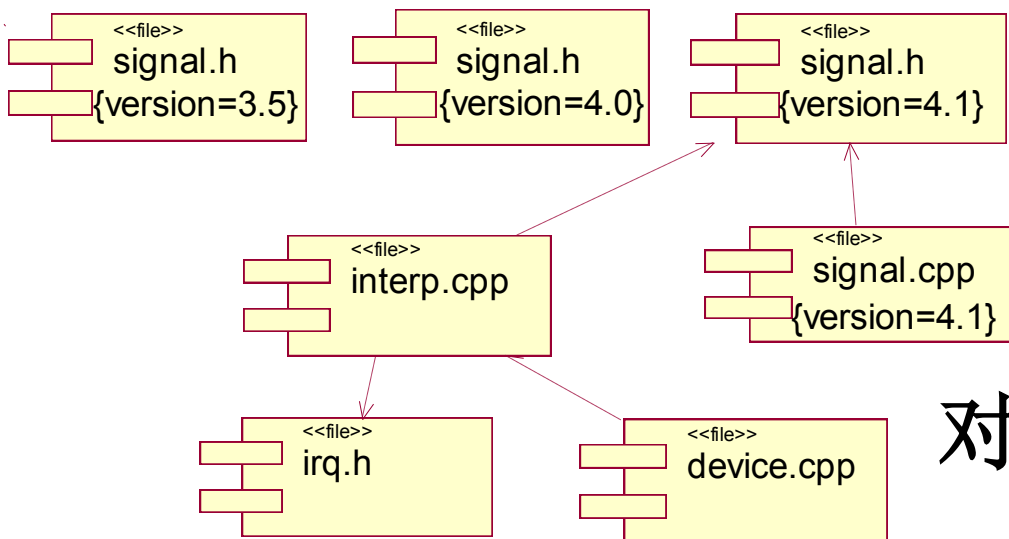 <<file>>
signal.h
{version=3.5}
<<file>>
signal.h
{version=4.0}
<<file>>
signal.h
{version=4.1}
<<file>>
interp.cpp
<<file>>
signal.cpp
{version=4.1}
<<file>>
irq.h
<<file>>
device.cpp
对